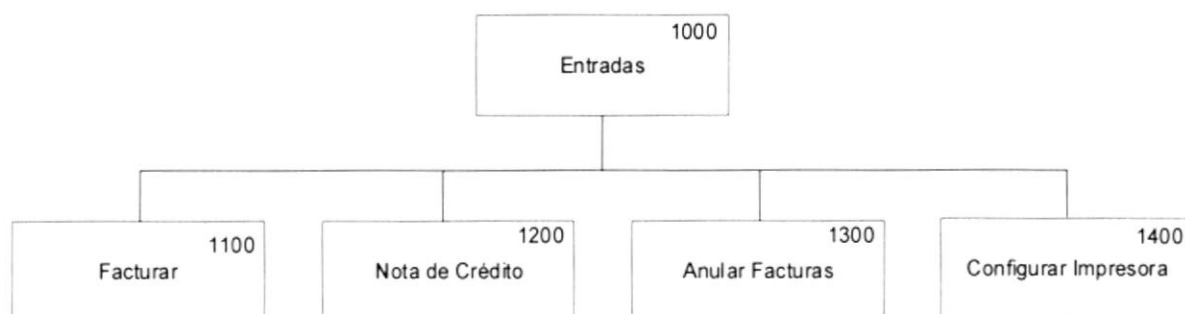 1000
Entradas
1100
Facturar
1200
Nota de Crédito
1300
Anular Facturas
1400
Configurar Impresora